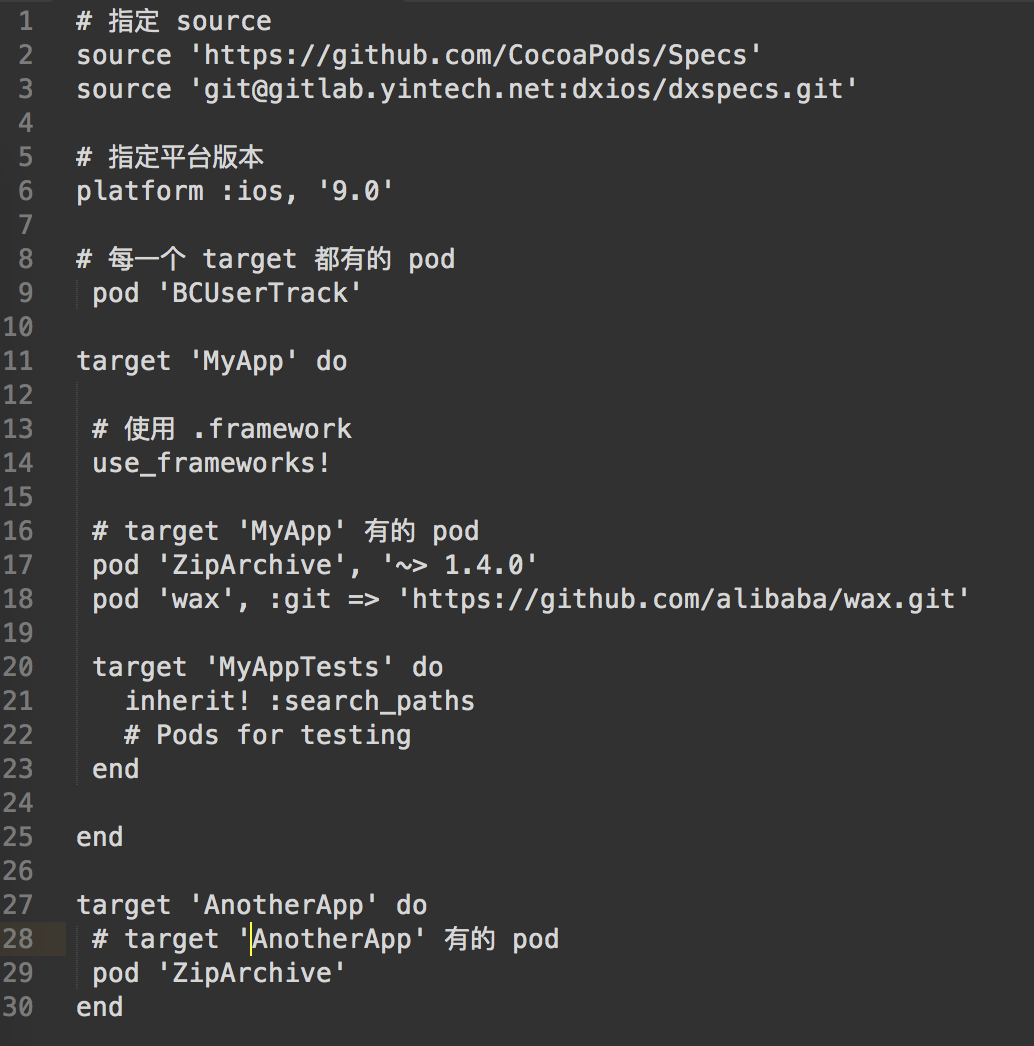 1 # 指定 source
2 source 'https://github.com/CocoaPods/Specs'
3 source 'git@gitlab.yintech.net:dxios/dxspecs.git'
4
5 # 指定平台版本
6 platform :ios, '9.0'
7
8 # 每一个 target 都有的 pod
9 pod 'BCUserTrack'
10
11 target 'MyApp' do
12
13 # 使用 .framework
14 use_frameworks!
15
16 # target 'MyApp' 有的 pod
17 pod 'ZipArchive', '~> 1.4.0'
18 pod 'wax', :git => 'https://github.com/alibaba/wax.git'
19
20 target 'MyAppTests' do
21 inherit! :search_paths
22 # Pods for testing
23 end
24
25 end
26
27 target 'AnotherApp' do
28 # target 'AnotherApp' 有的 pod
29 pod 'ZipArchive'
30 end